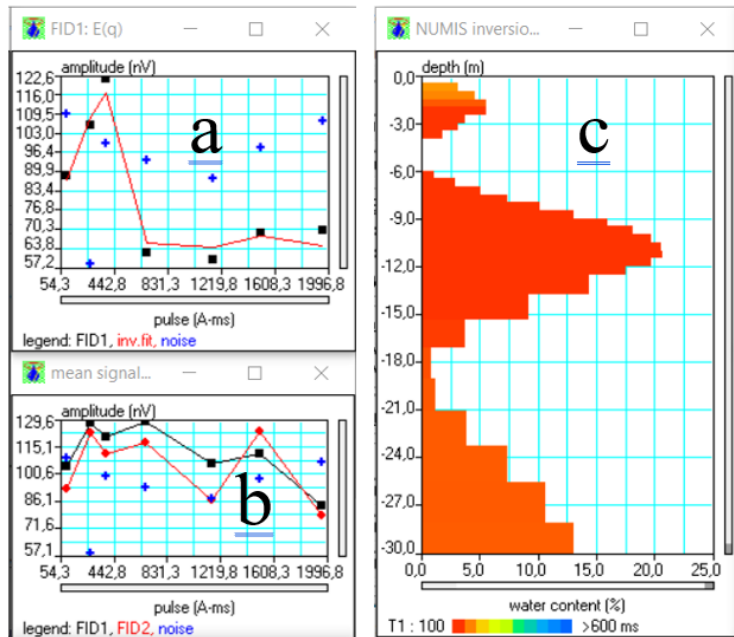 FID1: E(q)
amplitude (nV)
122,6
116,0
109,5
103,0
96,4
89,9
83,4
76,8
70,3
63,8
57,2
a
54,3 442,8 831,3 1219,8 1608,3 1996,8
pulse (A-ms)
legend: FID1, inv.fit, noise
mean signal...
amplitude (nV)
129,6
115,1
100,6
86,1
71,6
57,1
b
54,3 442,8 831,3 1219,8 1608,3 1996,8
pulse (A-ms)
legend: FID1, FID2, noise
NUMIS inversio...
depth (m)
0,0
-3,0
-6,0
-9,0
-12,0
-15,0
-18,0
-21,0
-24,0
-27,0
-30,0
c
0,0 5,0 10,0 15,0 20,0 25,0
water content (%)
T1 : 100 >600 ms